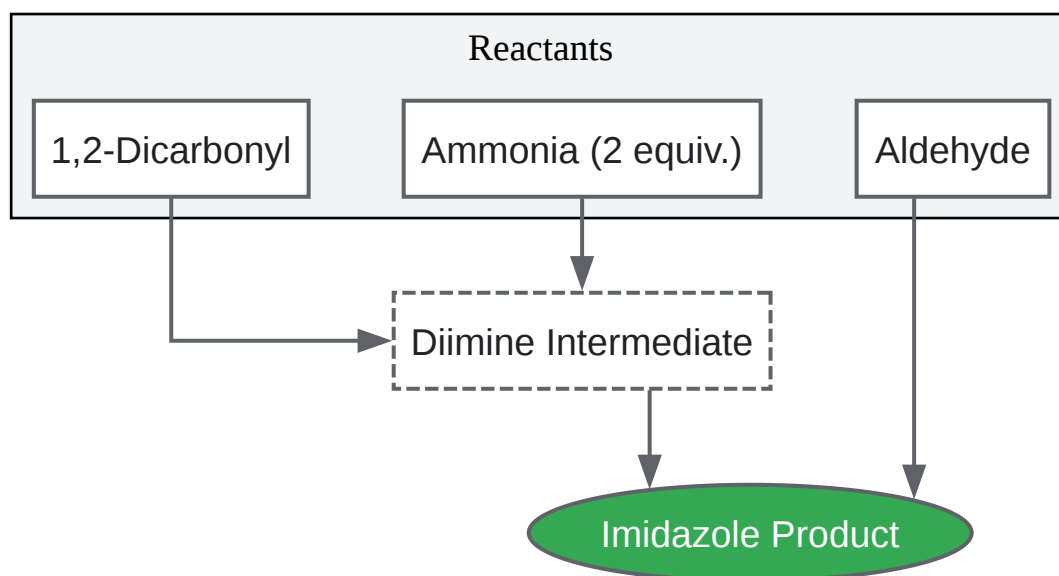 Reactants
1,2-Dicarbonyl
Ammonia (2 equiv.)
Aldehyde
Diimine Intermediate
Imidazole Product